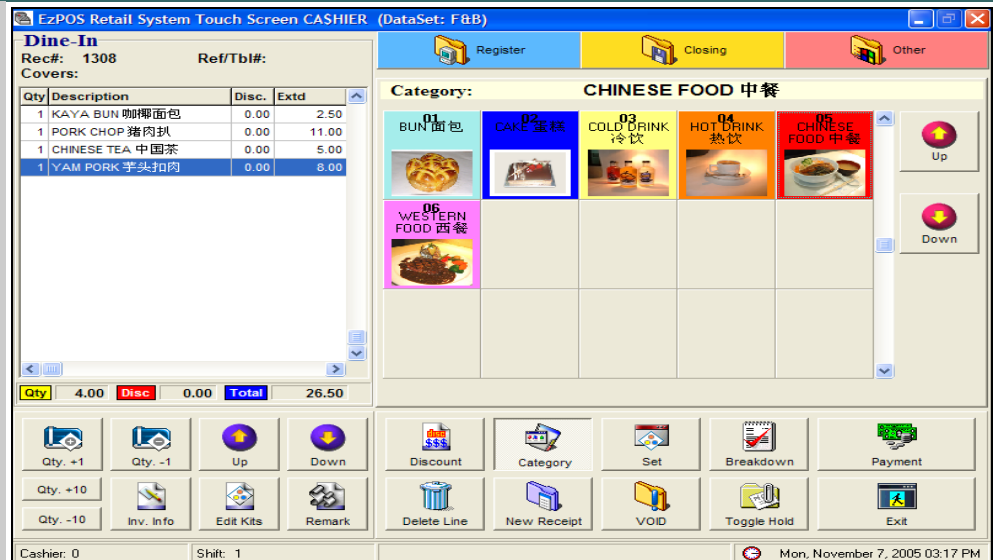 EzPOS Retail System Touch Screen CA$HIER (DataSet: F&B)
Dine-In
Rec#: 1308 Ref/Tbl#:
Covers:
Qty Description Disc. Extd
1 KAYA BUN 咖椰面包 0.00 2.50
1 PORK CHOP 猪肉扒 0.00 11.00
1 CHINESE TEA 中国茶 0.00 5.00
1 YAM PORK 芋头扣肉 0.00 8.00
Qty 4.00 Disc 0.00 Total 26.50
Register Closing Other
Category: CHINESE FOOD 中餐
01
BUN 面包
02
CAKE 蛋糕
03
COLD DRINK
冷饮
04
HOT DRINK
热饮
05
CHINESE
FOOD 中餐
06
WESTERN
FOOD 西餐
Up
Down
Qty. +1 Qty. -1 Up Down
Qty. +10
Qty. -10 Inv. Info Edit Kits Remark
Discount Category Set Breakdown Payment
Delete Line New Receipt VOID Toggle Hold Exit
Cashier: 0 Shift: 1 Mon, November 7, 2005 03:17 PM